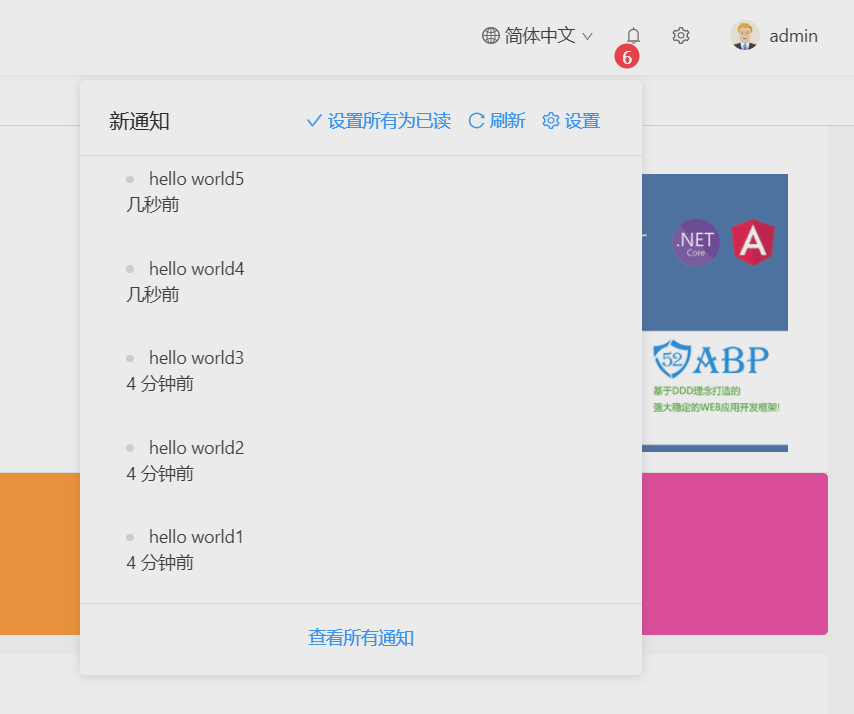 简体中文
6
admin
新通知
设置所有为已读
刷新
设置
hello world5
几秒前
hello world4
几秒前
hello world3
4 分钟前
hello world2
4 分钟前
hello world1
4 分钟前
查看所有通知
.NET
Core
A
52 ABP
基于DDD理念打造的
强大稳定的WEB应用开发框架!